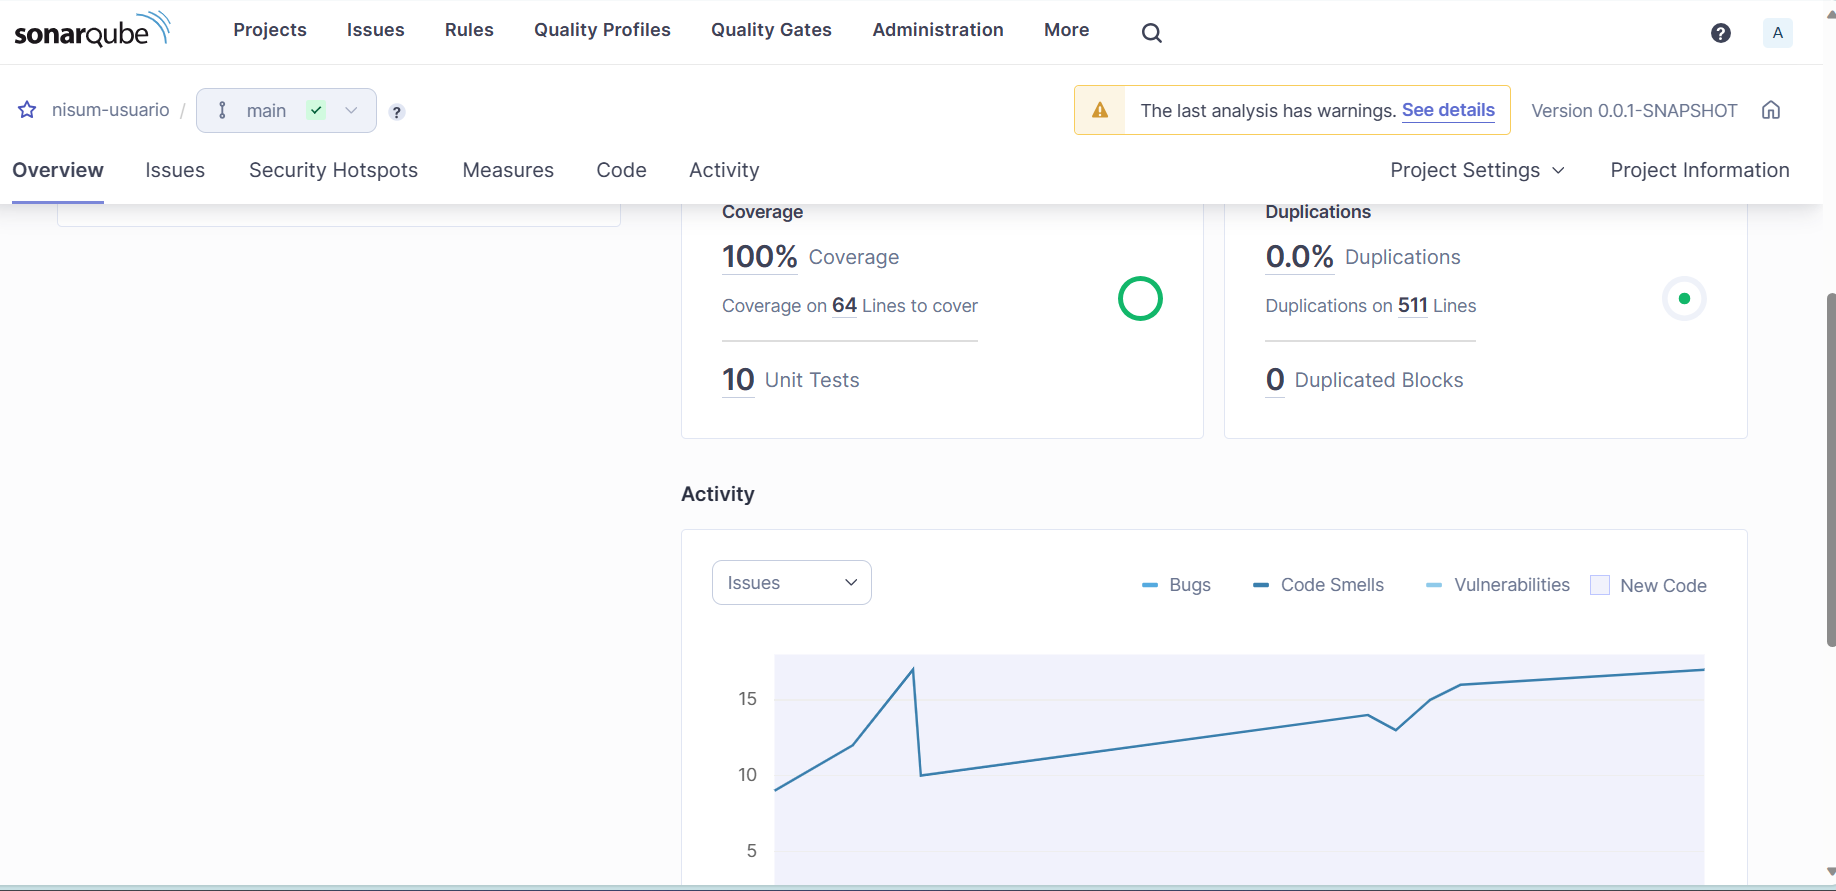 sonarqube Projects Issues Rules Quality Profiles Quality Gates Administration More ? A
nisum-usuario / main ? The last analysis has warnings. See details Version 0.0.1-SNAPSHOT
Overview Issues Security Hotspots Measures Code Activity Project Settings Project Information
Coverage
100% Coverage
Coverage on 64 Lines to cover
10 Unit Tests
Duplications
0.0% Duplications
Duplications on 511 Lines
0 Duplicated Blocks
Activity
Issues Bugs Code Smells Vulnerabilities New Code
15
10
5